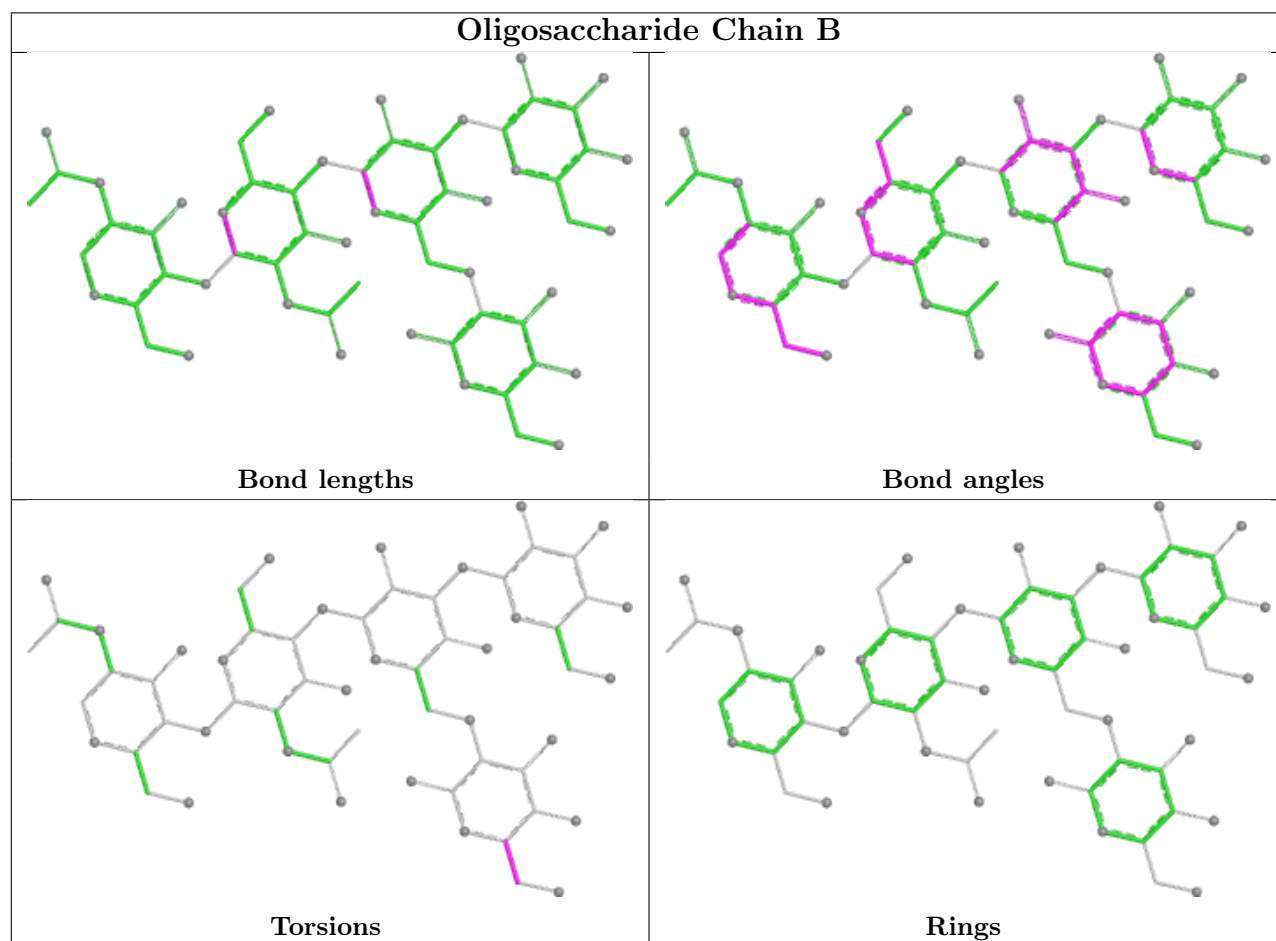 Oligosaccharide Chain B
Bond lengths
Bond angles
Torsions
Rings